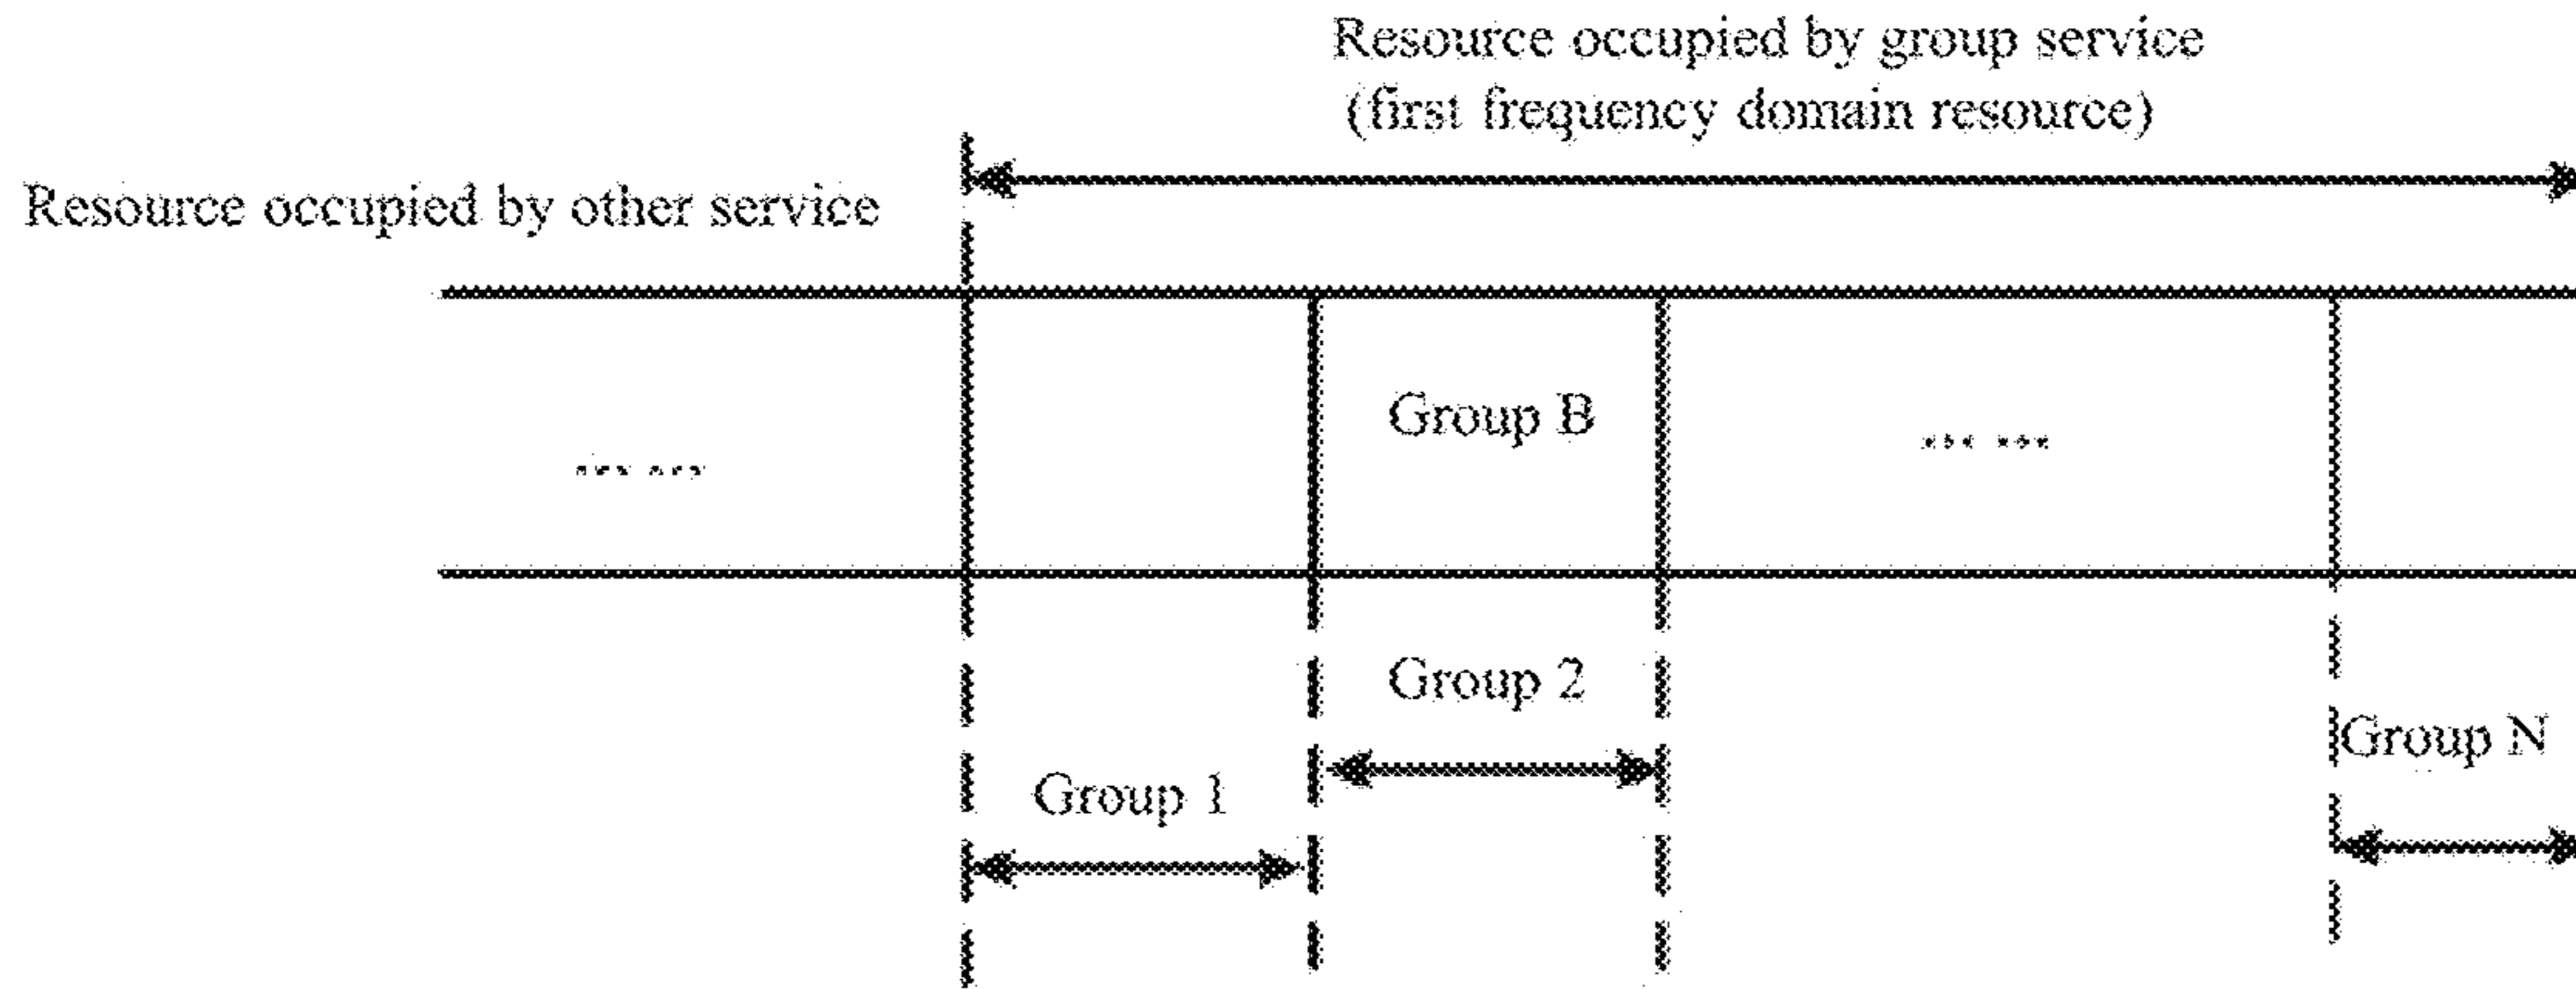 Resource occupied by group service
(first frequency domain resource)
Resource occupied by other service
Group B
... ...
... ...
Group 2
Group N
Group 1